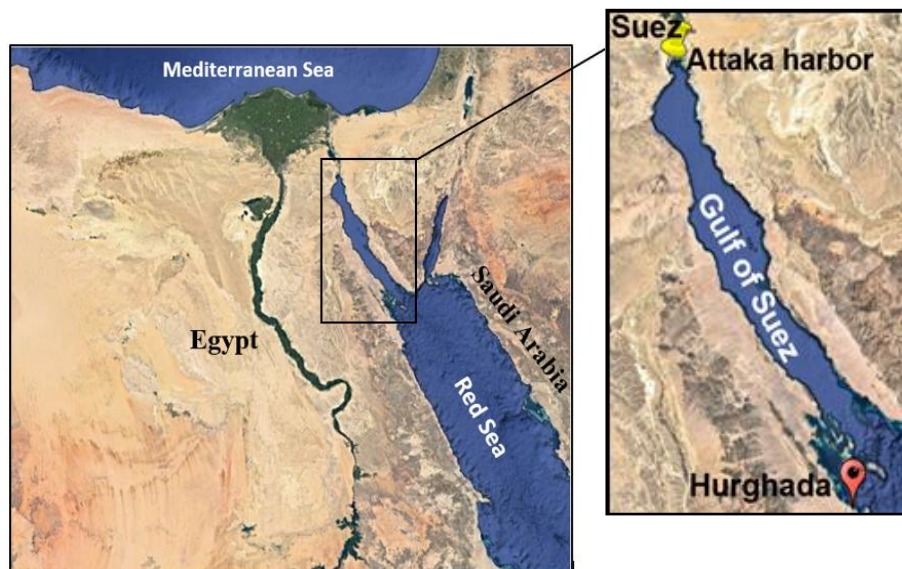 Mediterranean Sea
Egypt
Saudi Arabia
Red Sea
Suez
Attaka harbor
Gulf of Suez
Hurghada